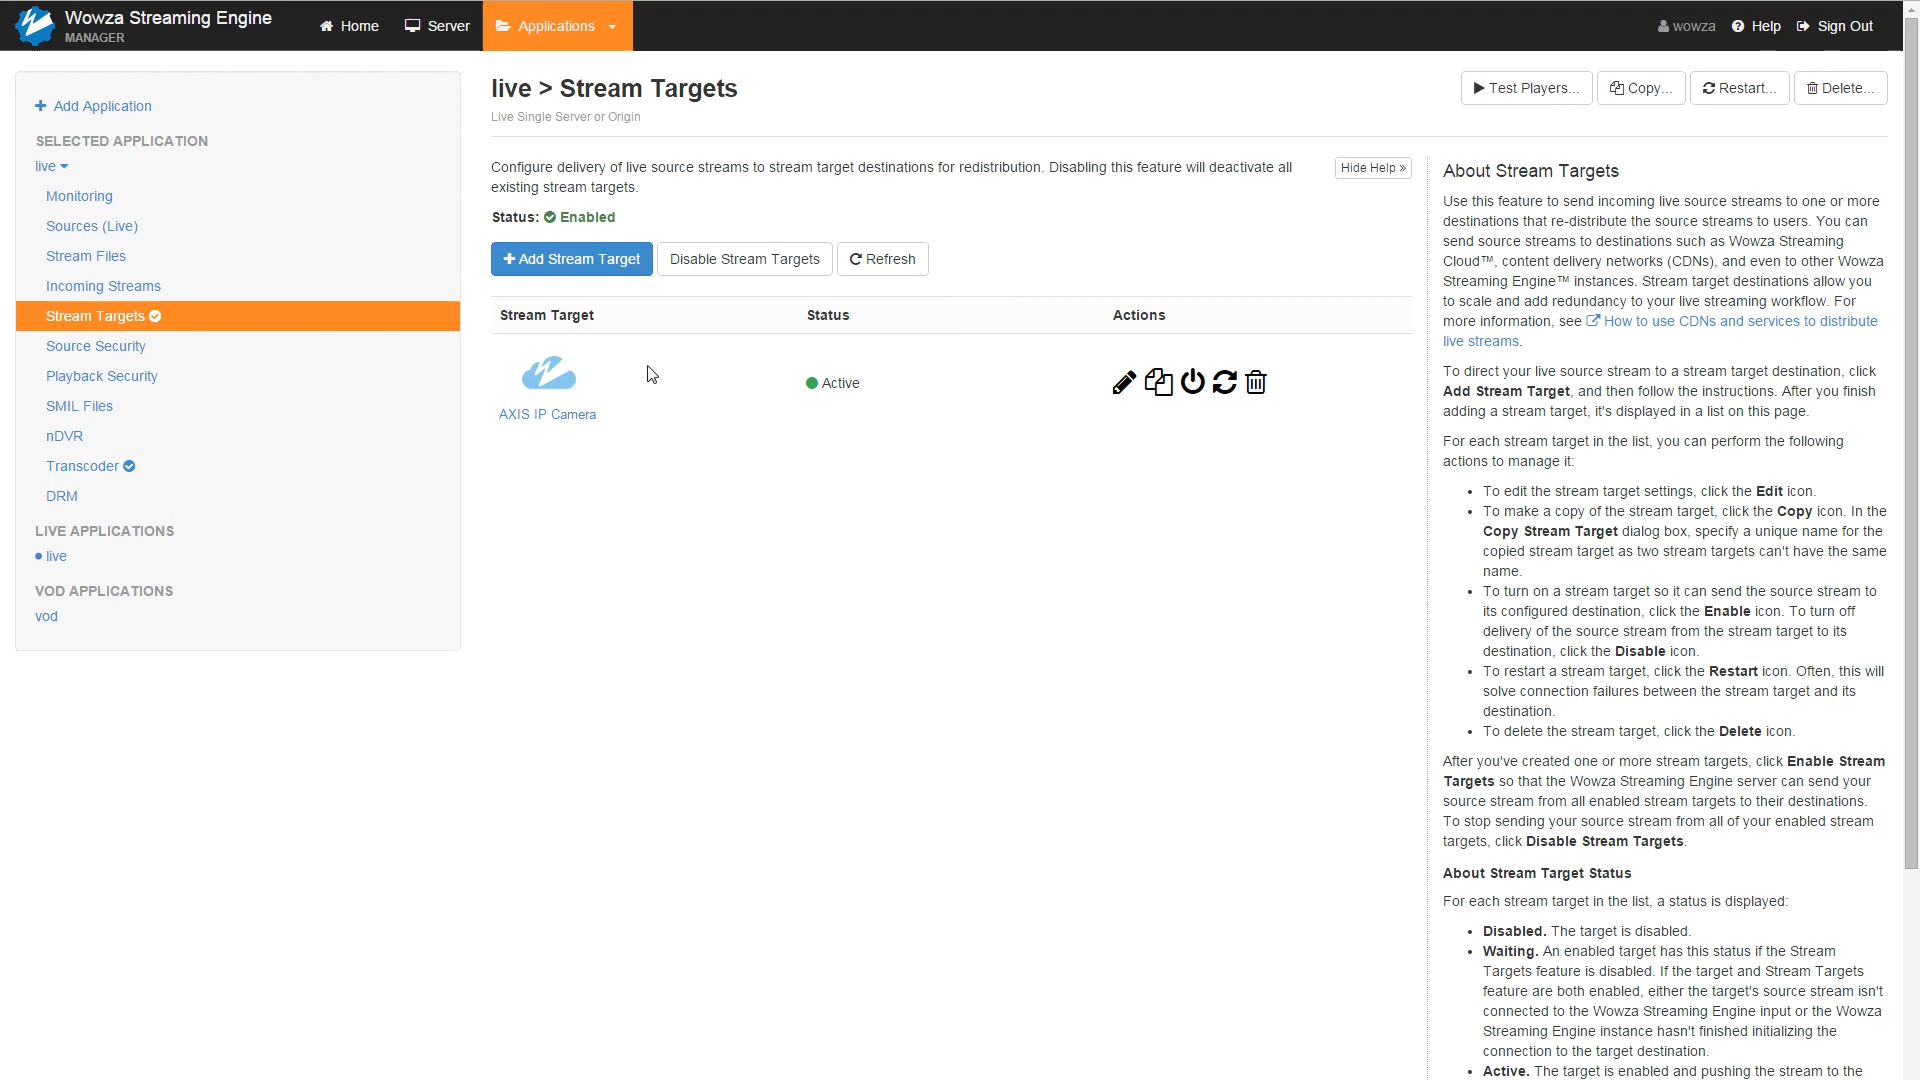 Wowza Streaming Engine
MANAGER
Home
Server
Applications
wowza
Help
Sign Out
Add Application
SELECTED APPLICATION
live
Monitoring
Sources (Live)
Stream Files
Incoming Streams
Stream Targets
Source Security
Playback Security
SMIL Files
nDVR
Transcoder
DRM
LIVE APPLICATIONS
live
VOD APPLICATIONS
vod
live > Stream Targets
Live Single Server or Origin
Test Players...
Copy...
Restart...
Delete...
Configure delivery of live source streams to stream target destinations for redistribution. Disabling this feature will deactivate all
existing stream targets.
Hide Help »
Status: Enabled
Add Stream Target
Disable Stream Targets
Refresh
Stream Target Status Actions
AXIS IP Camera
Active
About Stream Targets
Use this feature to send incoming live source streams to one or more
destinations that re-distribute the source streams to users. You can
send source streams to destinations such as Wowza Streaming
Cloud™, content delivery networks (CDNs), and even to other Wowza
Streaming Engine™ instances. Stream target destinations allow you
to scale and add redundancy to your live streaming workflow. For
more information, see How to use CDNs and services to distribute
live streams.
To direct your live source stream to a stream target destination, click
Add Stream Target, and then follow the instructions. After you finish
adding a stream target, it's displayed in a list on this page.
For each stream target in the list, you can perform the following
actions to manage it:
• To edit the stream target settings, click the Edit icon.
• To make a copy of the stream target, click the Copy icon. In the
Copy Stream Target dialog box, specify a unique name for the
copied stream target as two stream targets can't have the same
name.
• To turn on a stream target so it can send the source stream to
its configured destination, click the Enable icon. To turn off
delivery of the source stream from the stream target to its
destination, click the Disable icon.
• To restart a stream target, click the Restart icon. Often, this will
solve connection failures between the stream target and its
destination.
• To delete the stream target, click the Delete icon.
After you've created one or more stream targets, click Enable Stream
Targets so that the Wowza Streaming Engine server can send your
source stream from all enabled stream targets to their destinations.
To stop sending your source stream from all of your enabled stream
targets, click Disable Stream Targets.
About Stream Target Status
For each stream target in the list, a status is displayed:
• Disabled. The target is disabled.
• Waiting. An enabled target has this status if the Stream
Targets feature is disabled. If the target and Stream Targets
feature are both enabled, either the target's source stream isn't
connected to the Wowza Streaming Engine input or the Wowza
Streaming Engine instance hasn't finished initializing the
connection to the target destination.
• Active. The target is enabled and pushing the stream to the